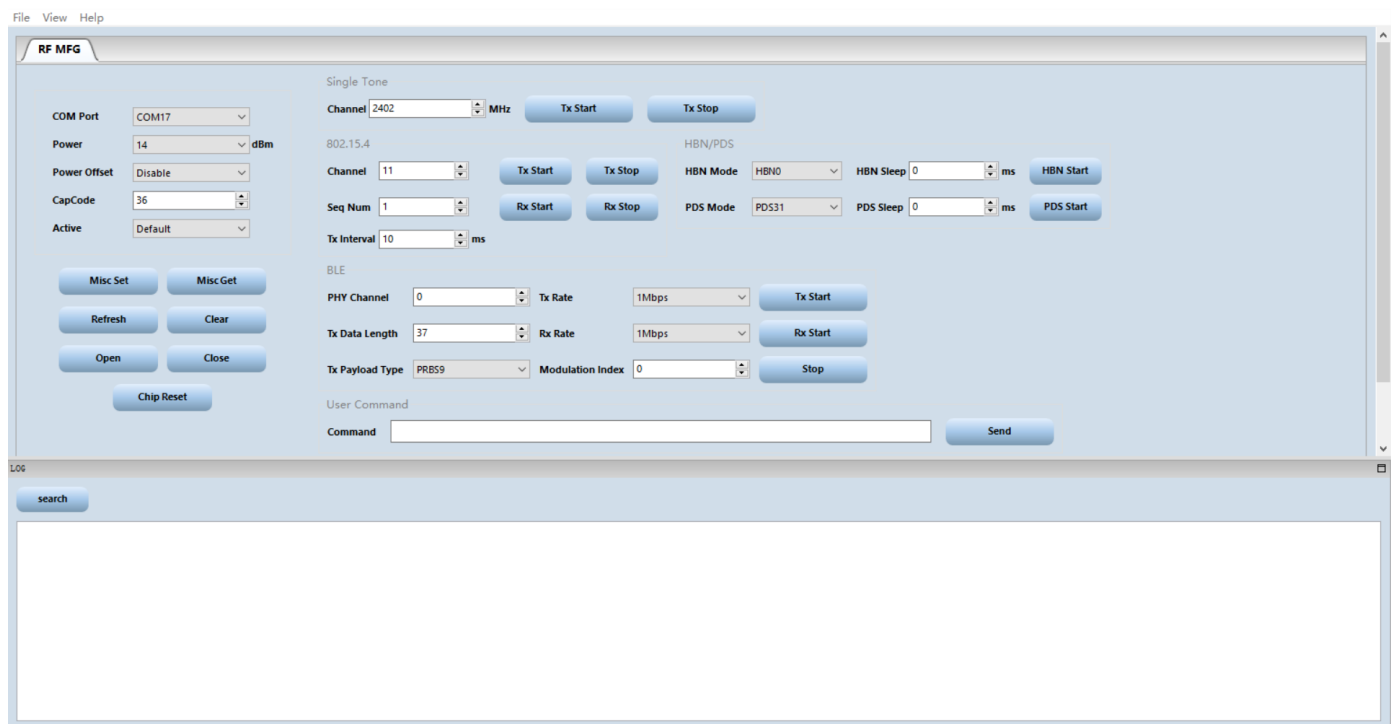 File View Help
RF MFG
COM Port COM17
Power 14 dBm
Power Offset Disable
CapCode 36
Active Default
Misc Set Misc Get
Refresh Clear
Open Close
Chip Reset
Single Tone
Channel 2402 MHz Tx Start Tx Stop
802.15.4
Channel 11 Tx Start Tx Stop
Seq Num 1 Rx Start Rx Stop
Tx Interval 10 ms
HBN/PDS
HBN Mode HBN0 HBN Sleep 0 ms HBN Start
PDS Mode PDS31 PDS Sleep 0 ms PDS Start
BLE
PHY Channel 0 Tx Rate 1Mbps Tx Start
Tx Data Length 37 Rx Rate 1Mbps Rx Start
Tx Payload Type PRBS9 Modulation Index 0 Stop
User Command
Command Send
LOG
search